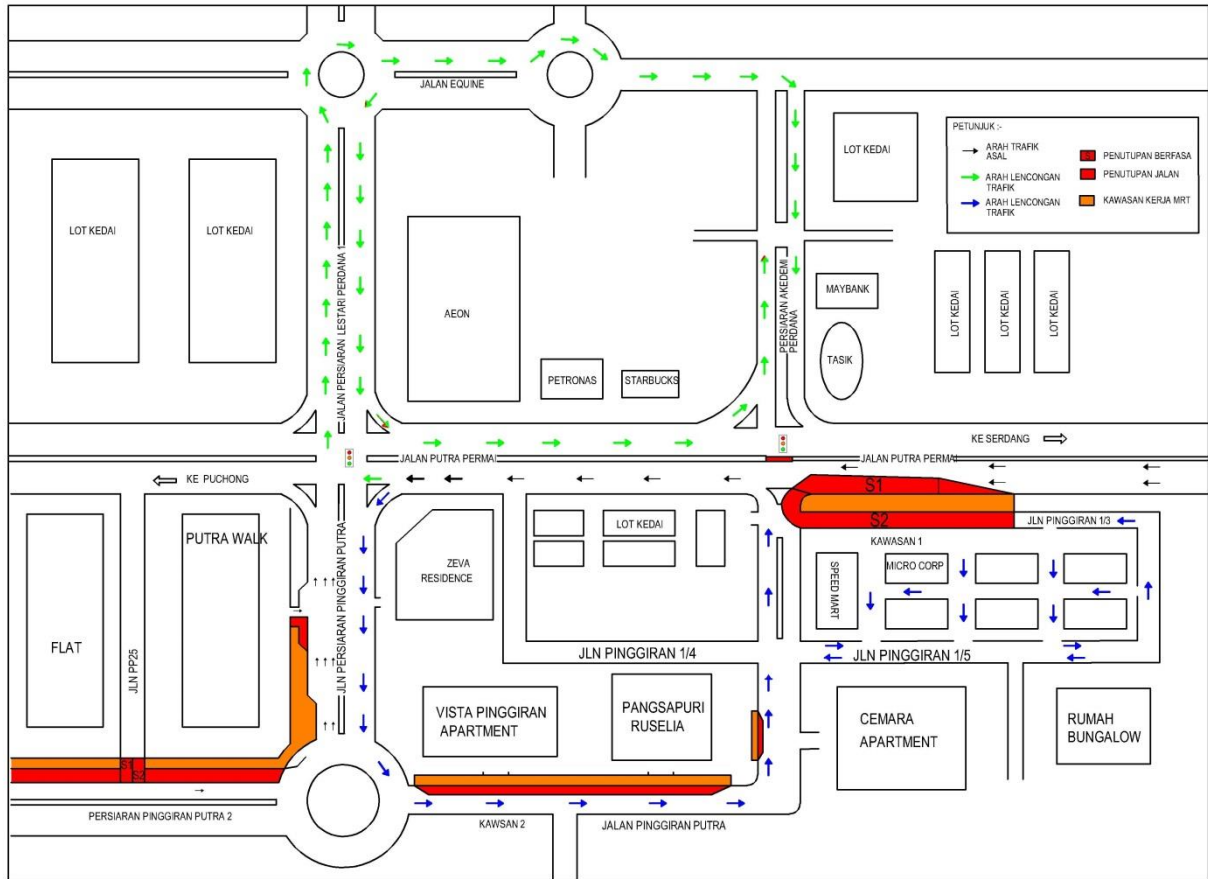 JALAN EQUINE
LOT KEDAI
PETUNJUK :-
ARAH TRAFIK
ASAL
ARAH LENCONGAN
TRAFIK
ARAH LENCONGAN
TRAFIK
S1
PENUTUPAN BERFASA
PENUTUPAN JALAN
KAWASAN KERJA MRT
LOT KEDAI
LOT KEDAI
JALAN PERSIARAN LESTARI PERDANA 1
AEON
PETRONAS
STARBUCKS
PERSIARAN AKEDEMI
PERDANA
MAYBANK
TASIK
LOT KEDAI
LOT KEDAI
LOT KEDAI
KE SERDANG
JALAN PUTRA PERMAI
JALAN PUTRA PERMAI
KE PUCHONG
S1
S2
JLN PINGGIRAN 1/3
KAWASAN 1
PUTRA WALK
FLAT
JLN PP25
JLN PERSIARAN PINGGIRAN PUTRA
ZEVA
RESIDENCE
LOT KEDAI
SPEED MART
MICRO CORP
JLN PINGGIRAN 1/4
JLN PINGGIRAN 1/5
VISTA PINGGIRAN
APARTMENT
PANGSAPURI
RUSELIA
CEMARA
APARTMENT
RUMAH
BUNGALOW
S1
S2
PERSIARAN PINGGIRAN PUTRA 2
KAWSAN 2
JALAN PINGGIRAN PUTRA